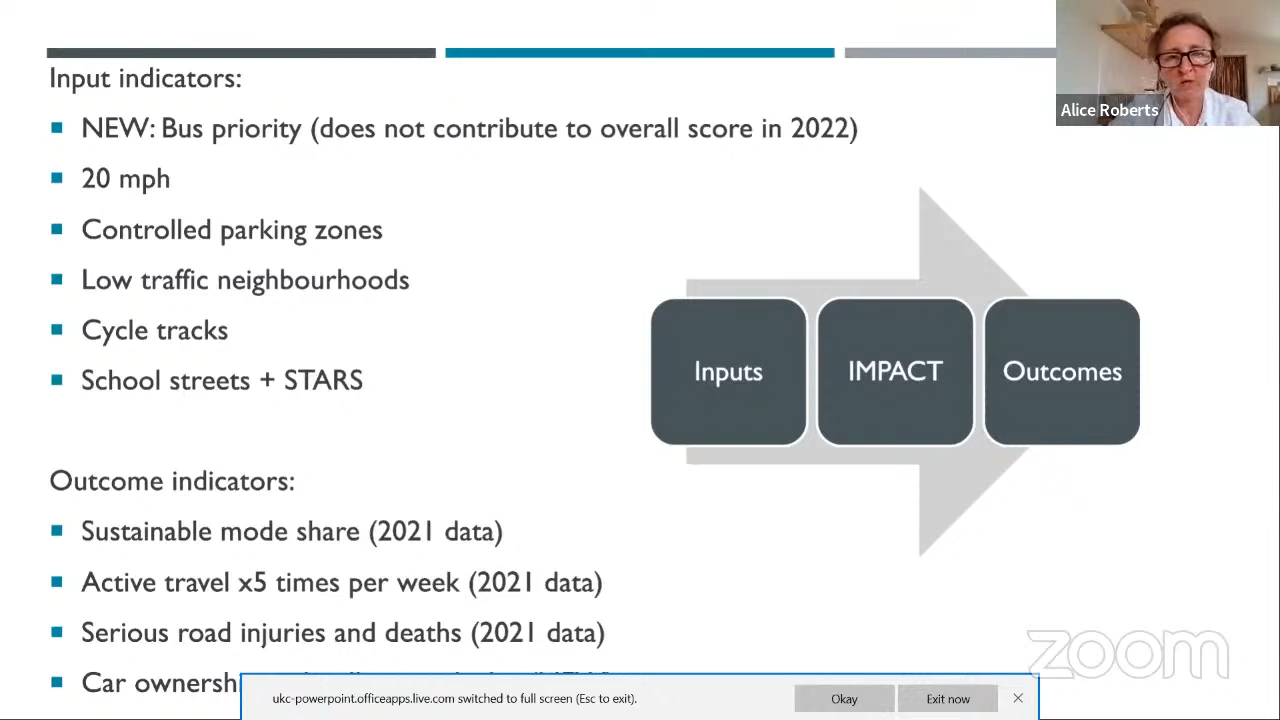 Input indicators:
NEW: Bus priority (does not contribute to overall score in 2022)
20 mph
Controlled parking zones
Low traffic neighbourhoods
Cycle tracks
School streets + STARS
Outcome indicators:
Sustainable mode share (2021 data)
Active travel x5 times per week (2021 data)
Serious road injuries and deaths (2021 data)
Car
Inputs
IMPACT
Outcomes
Alice Roberts
zoom
ukc-powerpoint.officeapps.live.com switched to full screen (Esc to exit).
Okay
Exit now